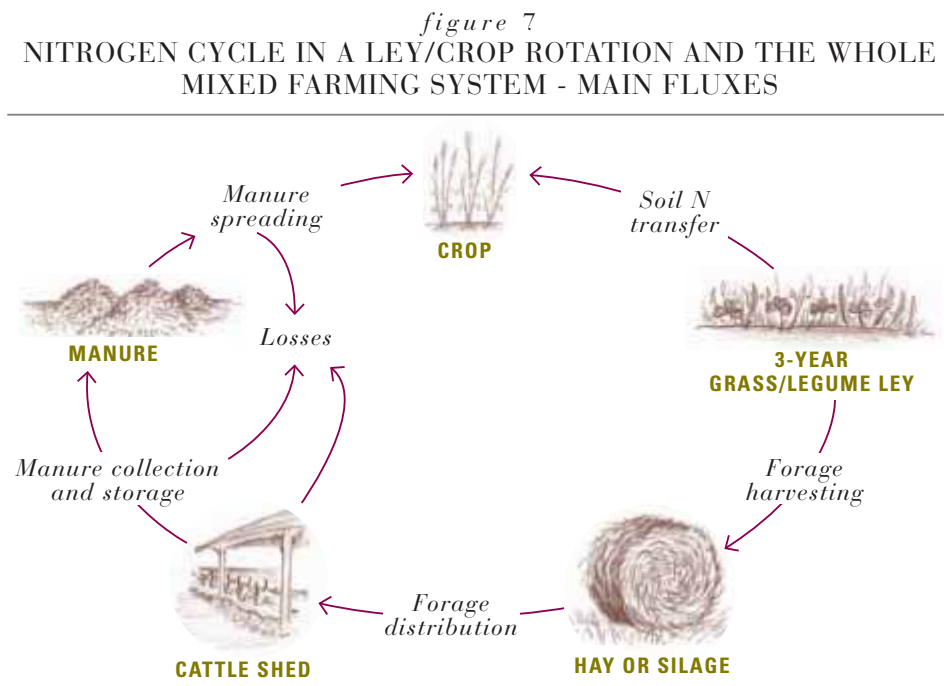 figure 7
NITROGEN CYCLE IN A LEY/CROP ROTATION AND THE WHOLE
MIXED FARMING SYSTEM - MAIN FLUXES
Manure
spreading
CROP
Soil N
transfer
MANURE
Losses
3-YEAR
GRASS/LEGUME LEY
Manure collection
and storage
Forage
harvesting
Forage
distribution
CATTLE SHED
HAY OR SILAGE